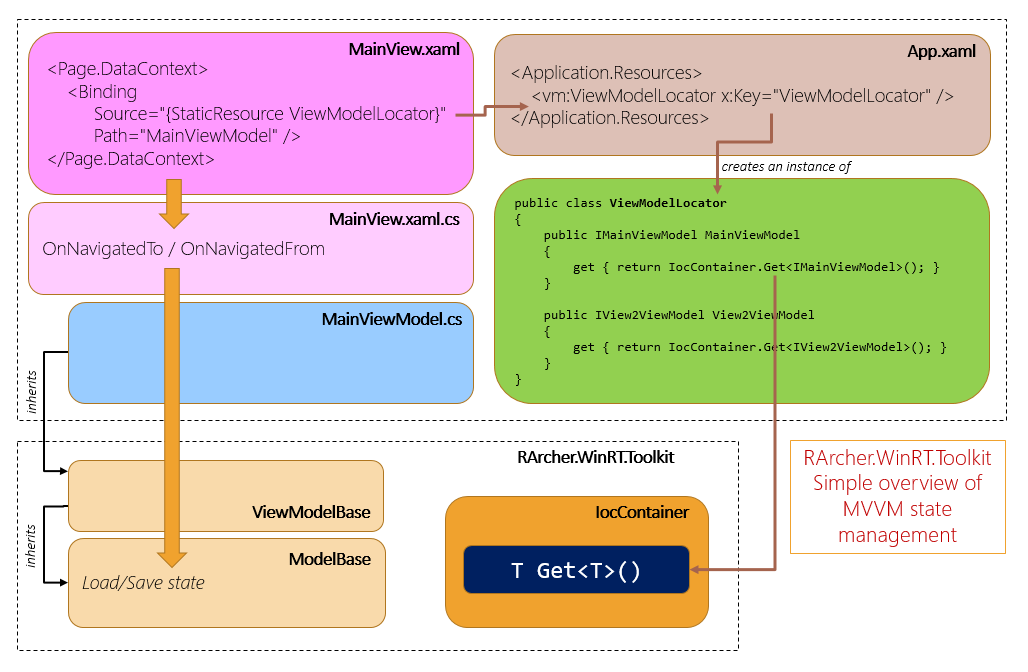 MainView.xaml
<Page.DataContext>
<Binding
Source="{StaticResource ViewModelLocator}"
Path="MainViewModel" />
</Page.DataContext>
App.xaml
<Application.Resources>
<vm:ViewModelLocator x:Key="ViewModelLocator" />
</Application.Resources>
creates an instance of
MainView.xaml.cs
OnNavigatedTo / OnNavigatedFrom
public class ViewModelLocator
{
public IMainViewModel MainViewModel
{
get { return IocContainer.Get<IMainViewModel>(); }
}
public IView2ViewModel View2ViewModel
{
get { return IocContainer.Get<IView2ViewModel>(); }
}
}
MainViewModel.cs
inherits
RArcher.WinRT.Toolkit
ViewModelBase
inherits
ModelBase
Load/Save state
IocContainer
T Get<T>()
RArcher.WinRT.Toolkit
Simple overview of
MVVM state
management